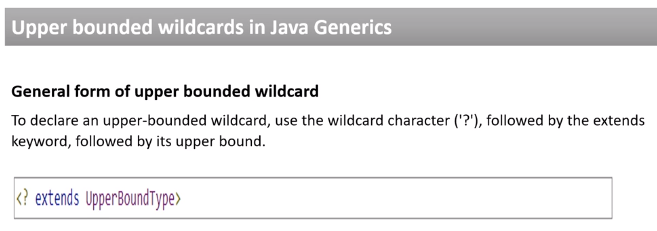 Upper bounded wildcards in Java Generics
General form of upper bounded wildcard
To declare an upper-bounded wildcard, use the wildcard character ('?'), followed by the extends
keyword, followed by its upper bound.
<? extends UpperBoundType>